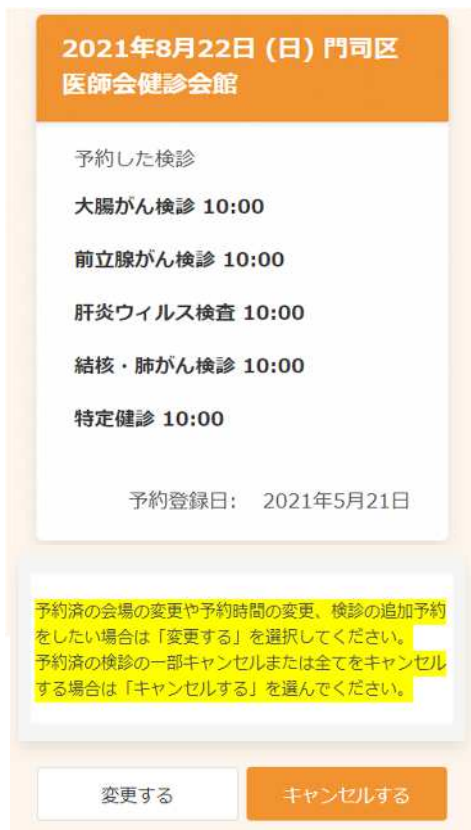 2021年8月22日 (日) 門司区
医師会健診会館
予約した検診
大腸がん検診 10:00
前立腺がん検診 10:00
肝炎ウィルス検査 10:00
結核・肺がん検診 10:00
特定健診 10:00
予約登録日: 2021年5月21日
予約済の会場の変更や予約時間の変更、検診の追加予約
をしたい場合は「変更する」を選択してください。
予約済の検診の一部キャンセルまたは全てをキャンセル
する場合は「キャンセルする」を選んでください。
変更する
キャンセルする